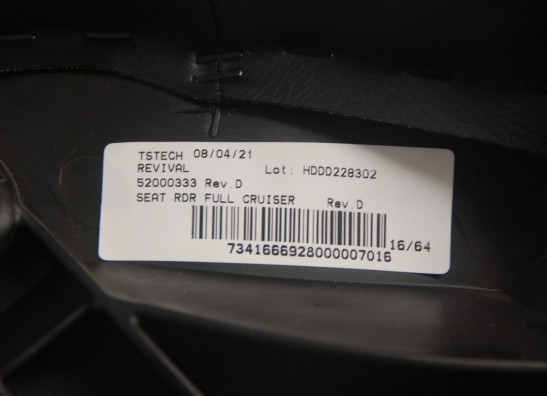 TSTECH 08/04/21
REVIVAL Lot: HDDD228302
52000333 Rev.D
SEAT RDR FULL CRUISER Rev.D
16/64
7341666928000007016